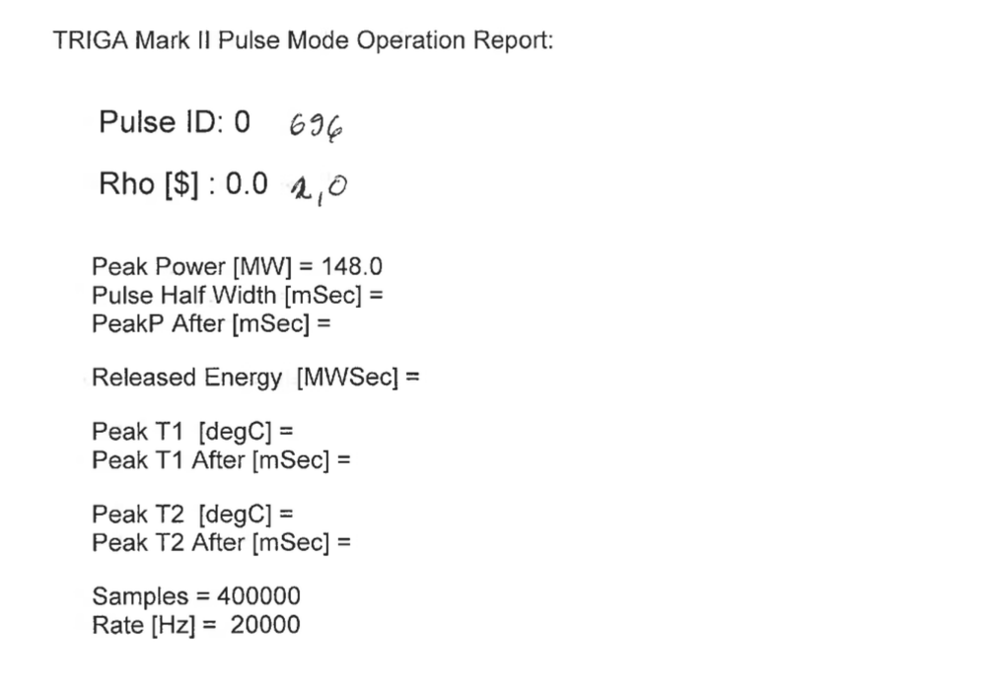 TRIGA Mark II Pulse Mode Operation Report:
Pulse ID: 0 696
Rho [$] : 0.0 2,0
Peak Power [MW] = 148.0
Pulse Half Width [mSec] =
PeakP After [mSec] =
Released Energy [MWSec] =
Peak T1 [degC] =
Peak T1 After [mSec] =
Peak T2 [degC] =
Peak T2 After [mSec] =
Samples = 400000
Rate [Hz] = 20000